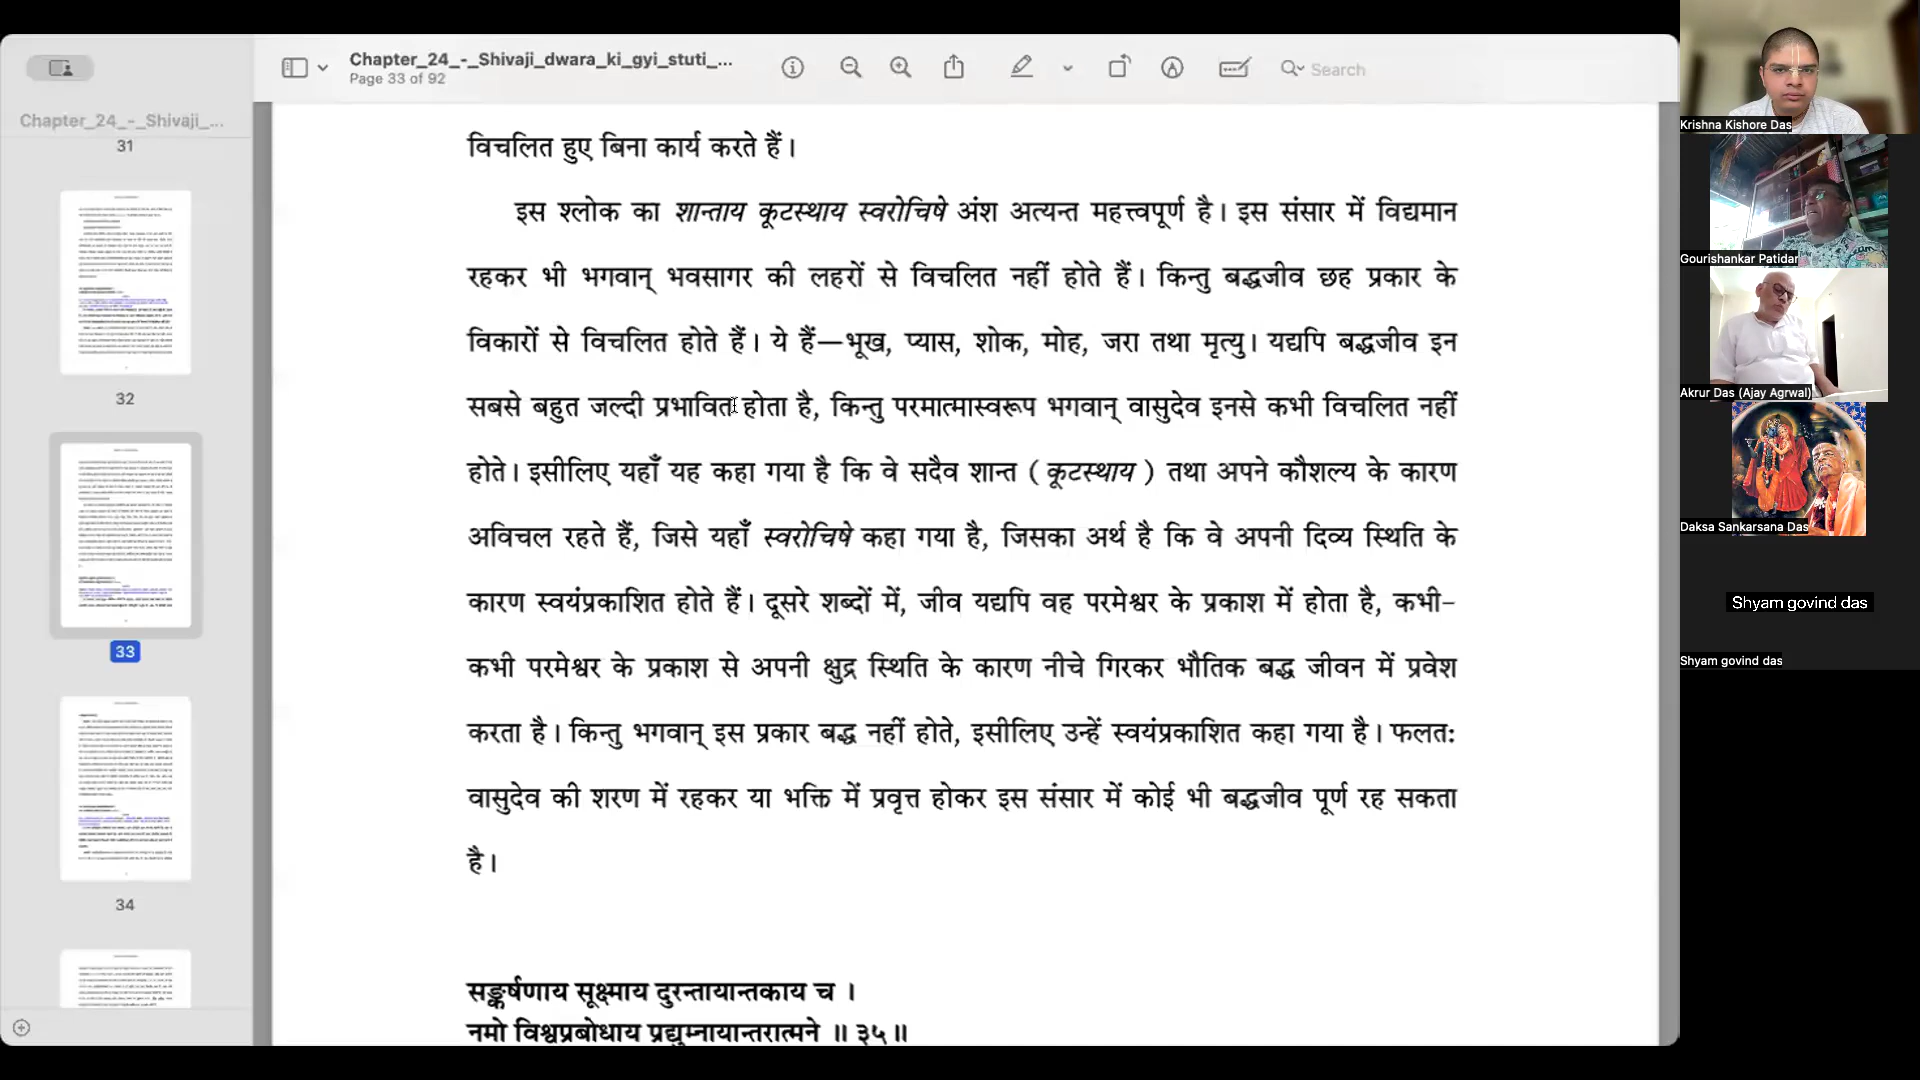 Chapter_24_-_Shivaji_dwara_ki_gyi_stuti_...
Page 33 of 92
Search
Chapter_24_-_Shivaji_...
31
32
33
34
विचलित हुए बिना कार्य करते हैं।
इस श्लोक का शान्ताय कूटस्थाय स्वरोचिषे अंश अत्यन्त महत्त्वपूर्ण है। इस संसार में विद्यमान
रहकर भी भगवान् भवसागर की लहरों से विचलित नहीं होते हैं। किन्तु बद्धजीव छह प्रकार के
विकारों से विचलित होते हैं। ये हैं—भूख, प्यास, शोक, मोह, जरा तथा मृत्यु। यद्यपि बद्धजीव इन
सबसे बहुत जल्दी प्रभावित होता है, किन्तु परमात्मास्वरूप भगवान् वासुदेव इनसे कभी विचलित नहीं
होते। इसीलिए यहाँ यह कहा गया है कि वे सदैव शान्त (कूटस्थाय) तथा अपने कौशल्य के कारण
अविचल रहते हैं, जिसे यहाँ स्वरोचिषे कहा गया है, जिसका अर्थ है कि वे अपनी दिव्य स्थिति के
कारण स्वयंप्रकाशित होते हैं। दूसरे शब्दों में, जीव यद्यपि वह परमेश्वर के प्रकाश में होता है, कभी-
कभी परमेश्वर के प्रकाश से अपनी क्षुद्र स्थिति के कारण नीचे गिरकर भौतिक बद्ध जीवन में प्रवेश
करता है। किन्तु भगवान् इस प्रकार बद्ध नहीं होते, इसीलिए उन्हें स्वयंप्रकाशित कहा गया है। फलतः
वासुदेव की शरण में रहकर या भक्ति में प्रवृत्त होकर इस संसार में कोई भी बद्धजीव पूर्ण रह सकता
है।
सङ्कर्षणाय सूक्ष्माय दुरन्तायान्तकाय च ।
नमो विश्वप्रबोधाय प्रद्युम्नायान्तरात्मने ॥ ३५॥
Krishna Kishore Das
Gourishankar Patidar
Akrur Das (Ajay Agrwal)
Daksa Sankarsana Das
Shyam govind das
Shyam govind das